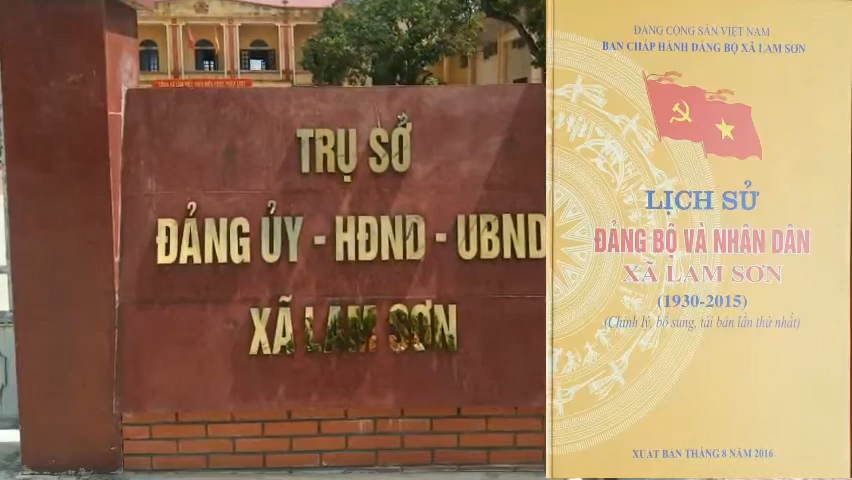 TRỤ SỞ
ĐẢNG ỦY - HĐND - UBND
XÃ LAM SƠN
ĐẢNG CỘNG SẢN VIỆT NAM
BAN CHẤP HÀNH ĐẢNG BỘ XÃ LAM SƠN
LỊCH SỬ
ĐẢNG BỘ VÀ NHÂN DÂN
XÃ LAM SƠN
(1930-2015)
(Chỉnh lý, bổ sung, tái bản lần thứ nhất)
XUẤT BẢN THÁNG 8 NĂM 2016